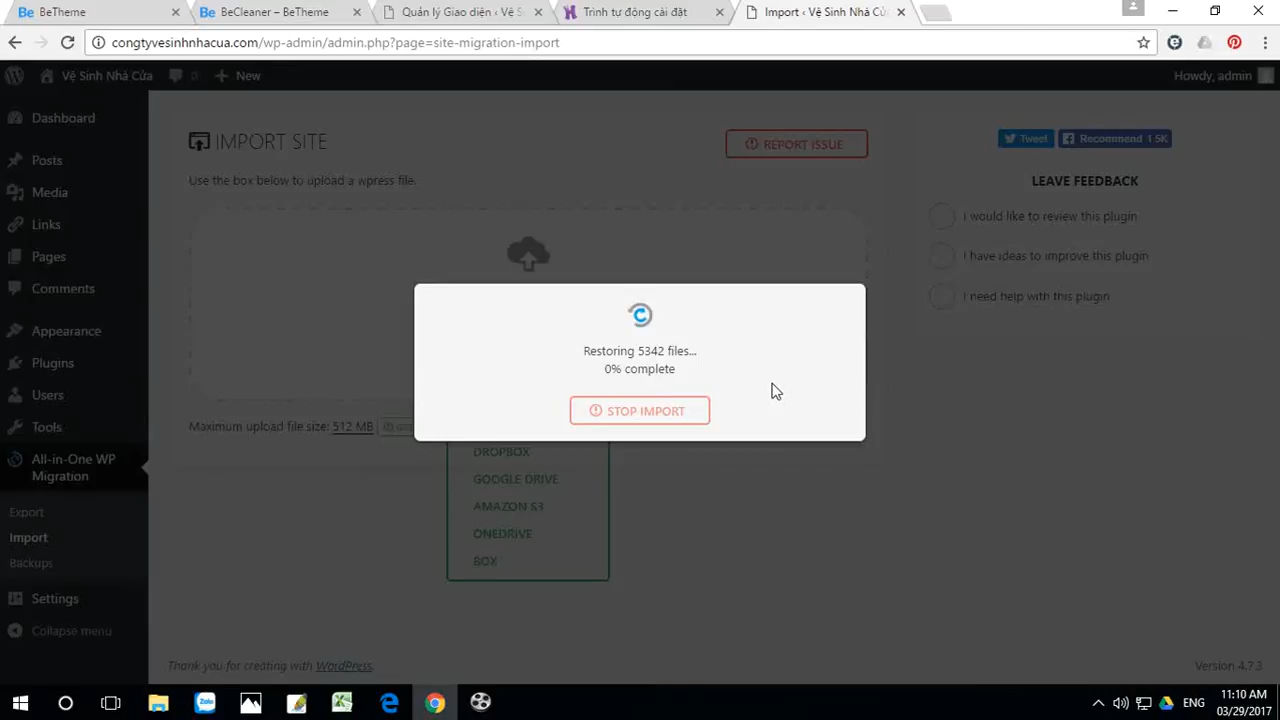 Be BeTheme
Be BeCleaner – BeTheme
Quản lý Giao diện ‹ Vệ S
Trình tự động cài đặt
Import ‹ Vệ Sinh Nhà Cử
congtyvesinhnhacua.com/wp-admin/admin.php?page=site-migration-import
Vệ Sinh Nhà Cửa
0
New
Howdy, admin
Dashboard
Posts
Media
Links
Pages
Comments
Appearance
Plugins
Users
Tools
All-in-One WP
Migration
Export
Import
Backups
Settings
Collapse menu
IMPORT SITE
REPORT ISSUE
Use the box below to upload a wpress file.
Restoring 5342 files...
0% complete
STOP IMPORT
Maximum upload file size: 512 MB
DROPBOX
GOOGLE DRIVE
AMAZON S3
ONEDRIVE
BOX
Tweet
Recommend 1.5K
LEAVE FEEDBACK
I would like to review this plugin
I have ideas to improve this plugin
I need help with this plugin
Thank you for creating with WordPress.
Version 4.7.3
Zalo
ENG
11:10 AM
03/29/2017